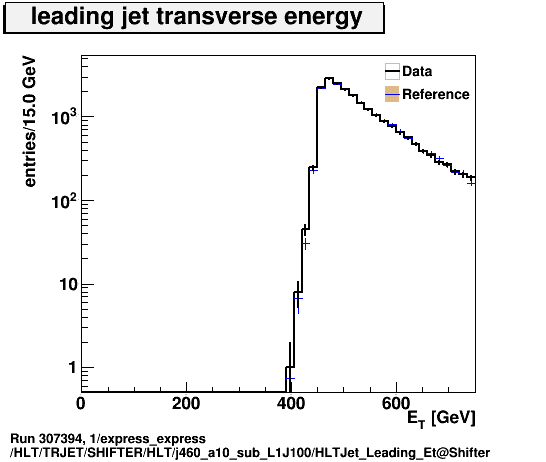 leading jet transverse energy
entries/15.0 GeV
Data
Reference
10³
10²
10
1
0 200 400 600
E_T [GeV]
Run 307394, 1/express_express
/HLT/TRJET/SHIFTER/HLT/j460_a10_sub_L1J100/HLTJet_Leading_Et@Shifter